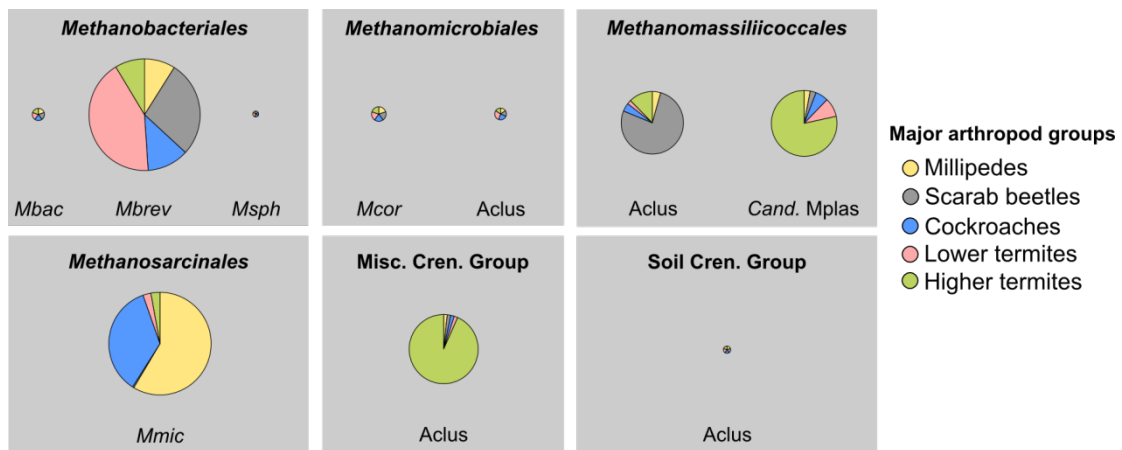 Methanobacteriales
Mbac Mbrev Msph
Methanomicrobiales
Mcor Aclus
Methanomassiliicoccales
Aclus Cand. Mplas
Methanosarcinales
Mmic
Misc. Cren. Group
Aclus
Soil Cren. Group
Aclus
Major arthropod groups
Millipedes
Scarab beetles
Cockroaches
Lower termites
Higher termites